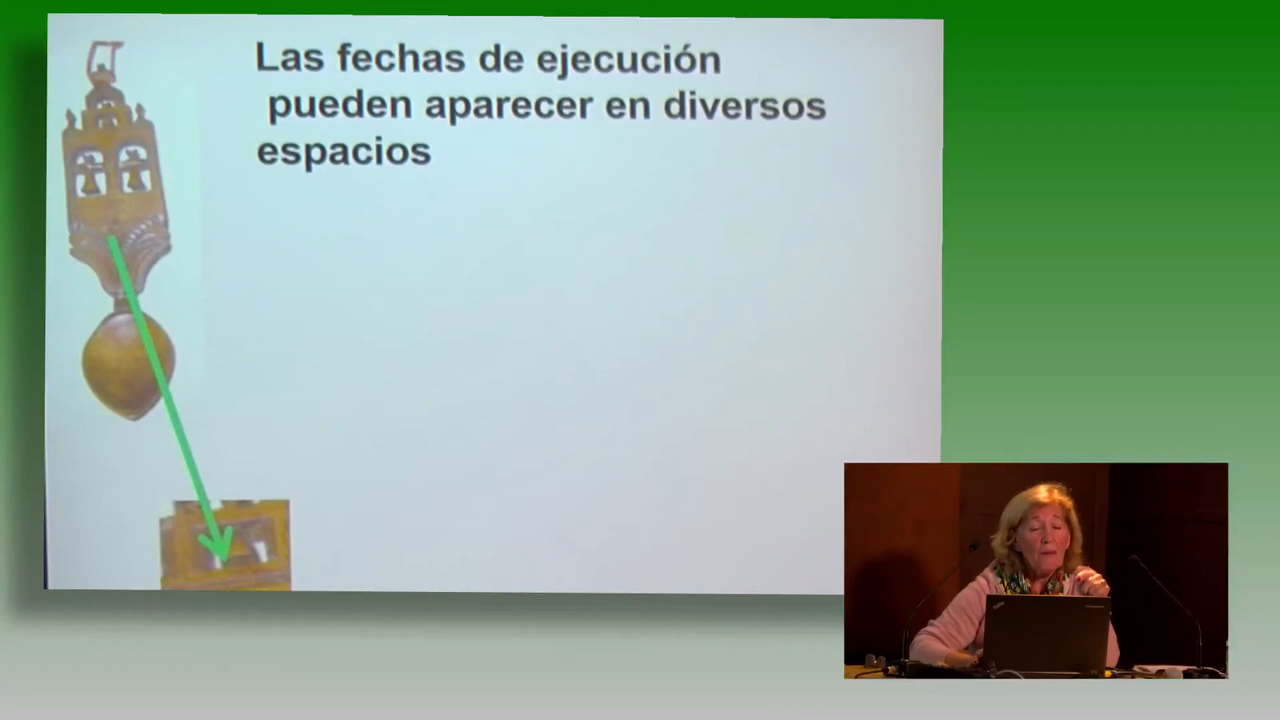 Las fechas de ejecución
pueden aparecer en diversos
espacios